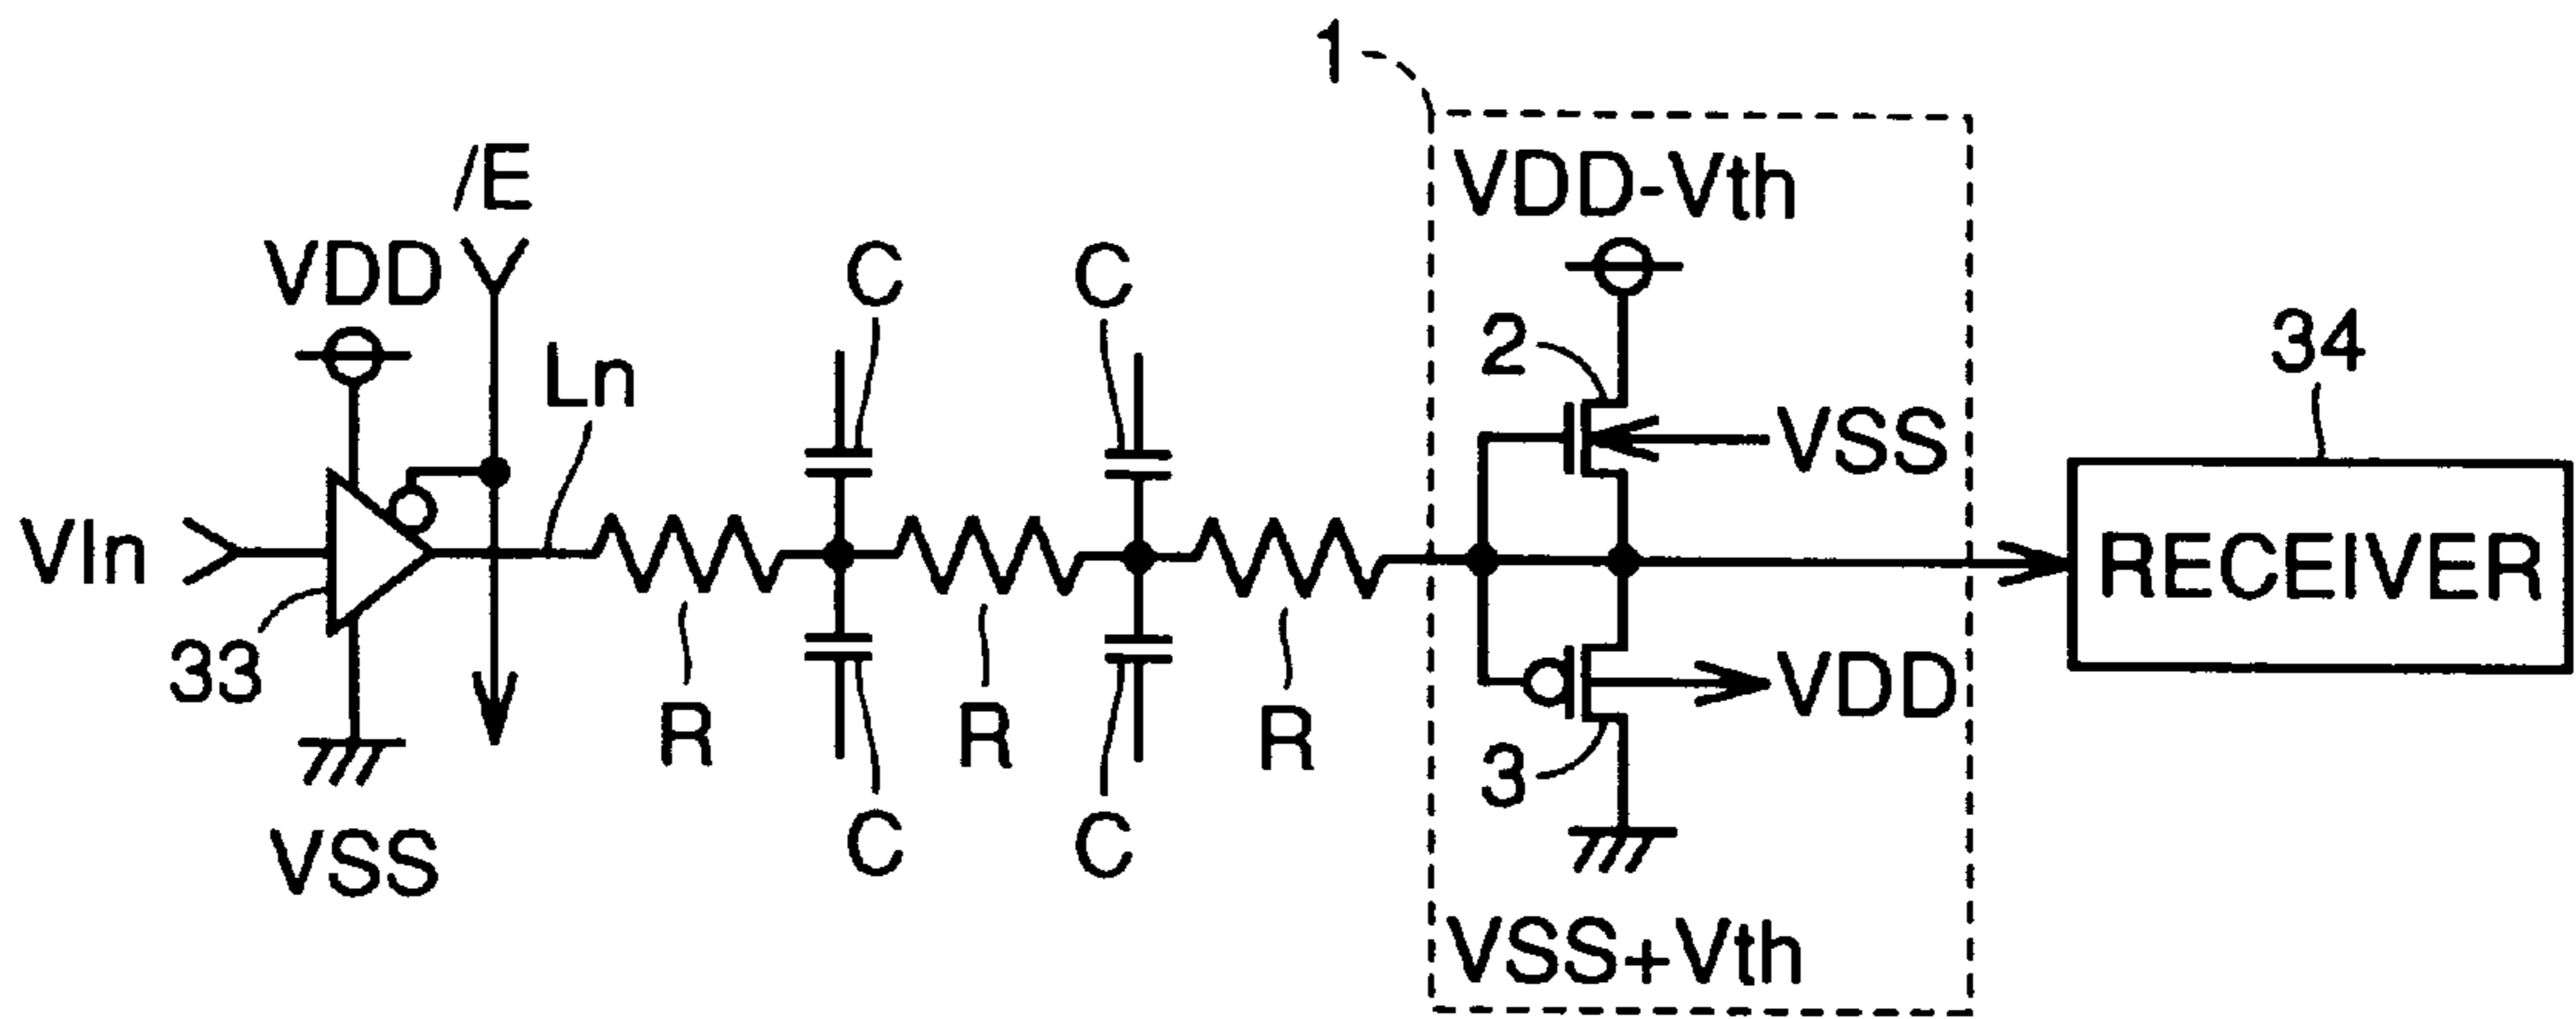 1
/E
VDD
VDD-Vth
C
C
2
34
Ln
VSS
VIn
RECEIVER
33
R
R
R
VDD
3
VSS
C
C
VSS+Vth